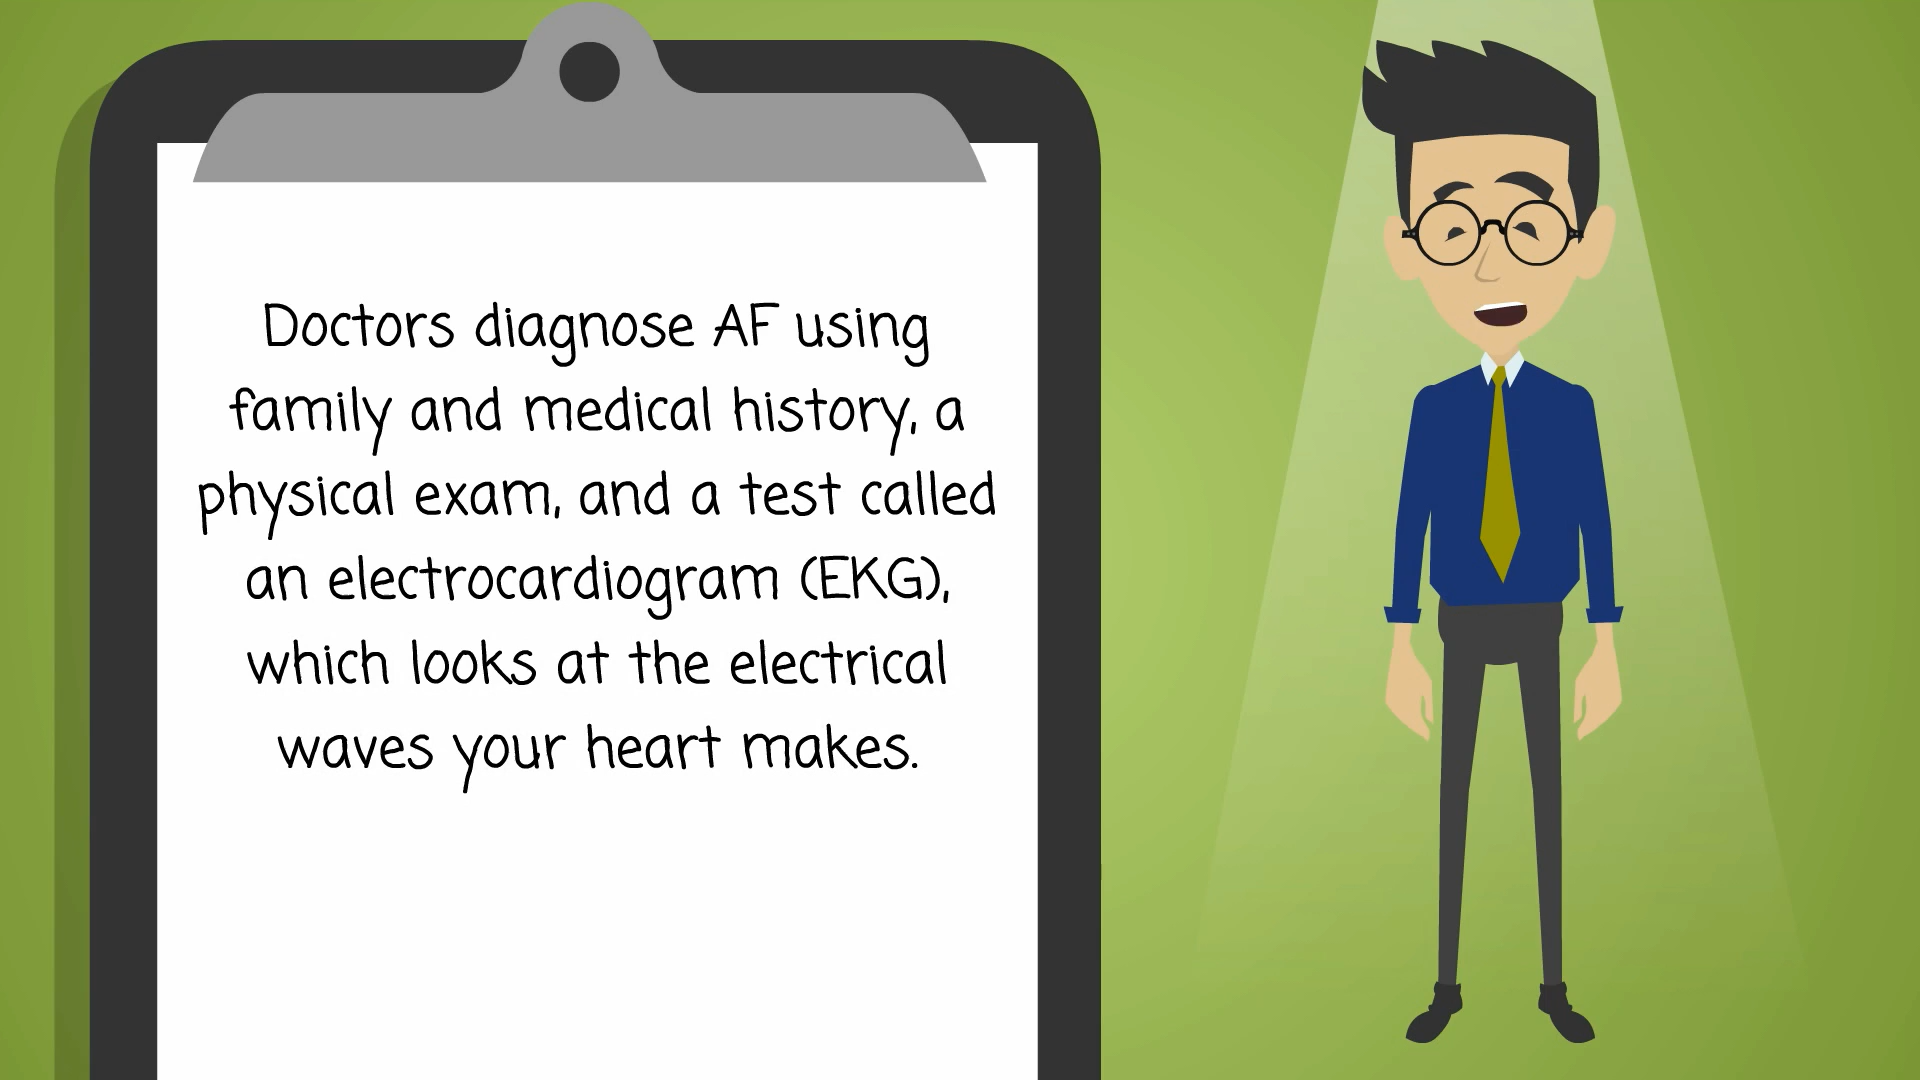 Doctors diagnose AF using
family and medical history, a
physical exam, and a test called
an electrocardiogram (EKG),
which looks at the electrical
waves your heart makes.